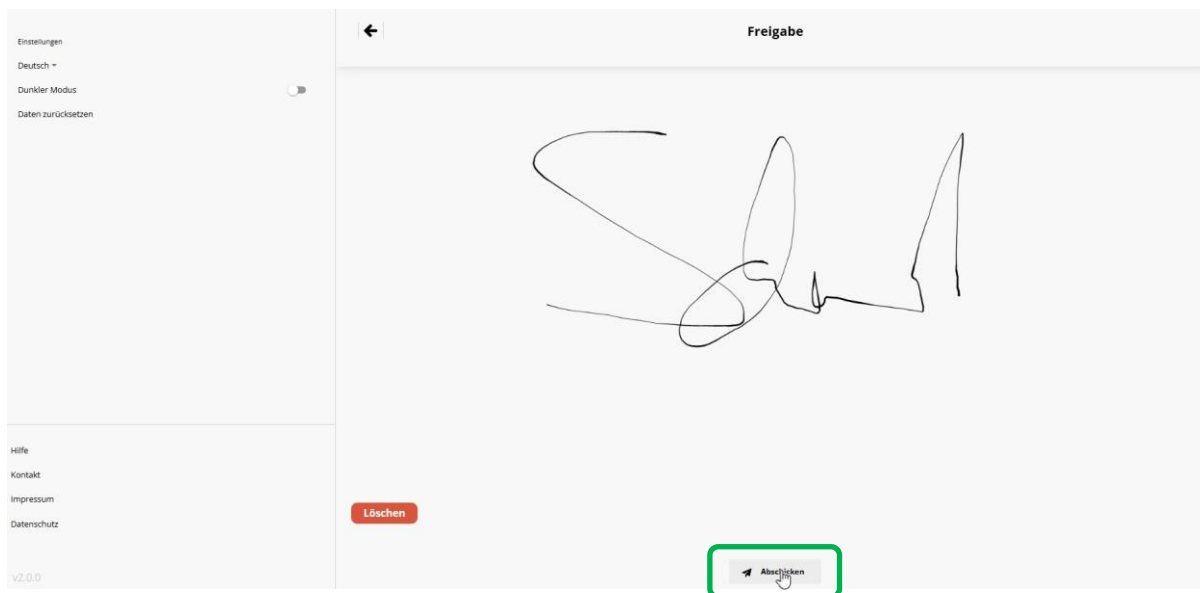 Einstellungen
Deutsch
Dunkler Modus
Daten zurücksetzen
Hilfe
Kontakt
Impressum
Datenschutz
v2.0.0
Freigabe
Löschen
Abschicken